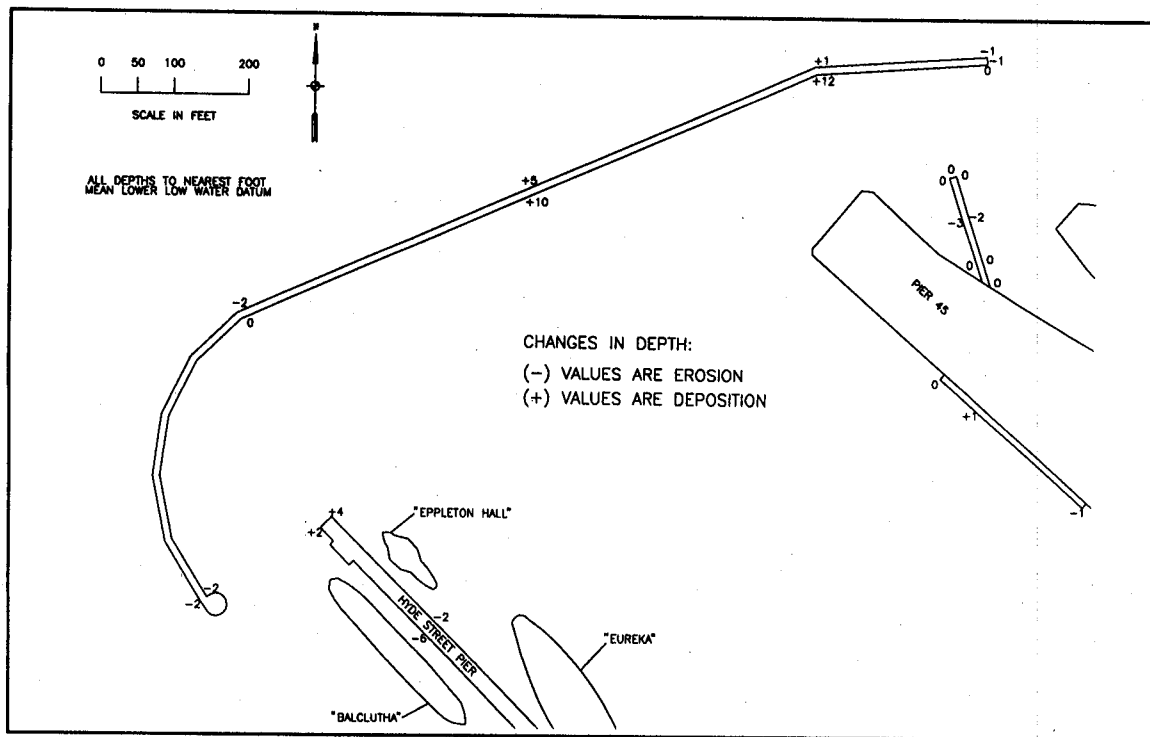 N
0 50 100 200
SCALE IN FEET
ALL DEPTHS TO NEAREST FOOT
MEAN LOWER LOW WATER DATUM
-1
-1
0
+1
+12
+5
+10
-2
0
0
0 0
-3 -2
0 0
0
PIER 45
CHANGES IN DEPTH:
(-) VALUES ARE EROSION
(+) VALUES ARE DEPOSITION
0
+1
-1
+4
+2
"EPPLETON HALL"
-2
-2
HYDE STREET PIER
-2
-6
"EUREKA"
"BALCLUTHA"